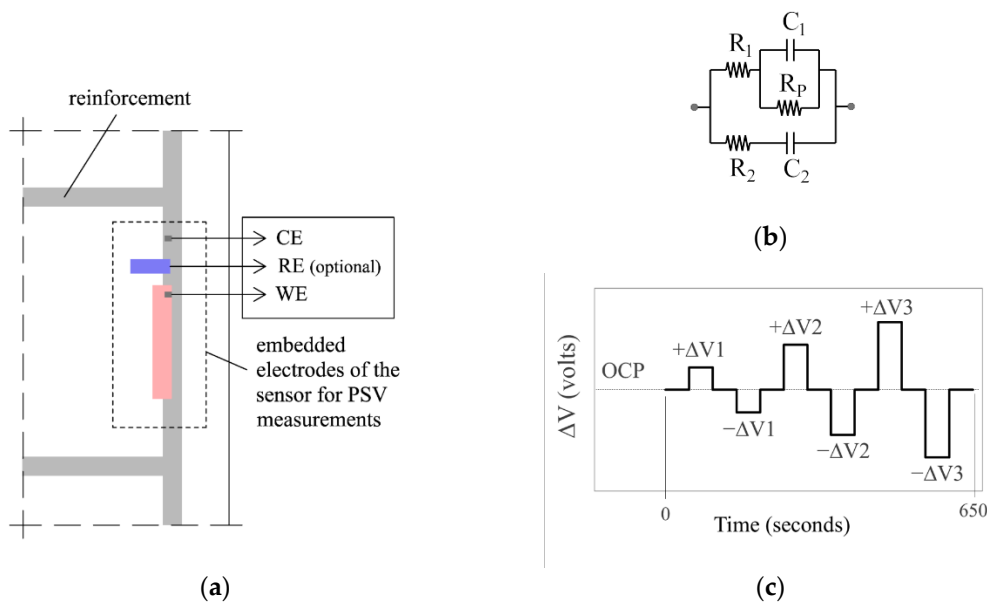 reinforcement
CE
RE (optional)
WE
embedded
electrodes of the
sensor for PSV
measurements
(a)
C₁
R₁
R_P
R₂
C₂
(b)
ΔV (volts)
OCP
+ΔV1
−ΔV1
+ΔV2
−ΔV2
+ΔV3
−ΔV3
0
650
Time (seconds)
(c)